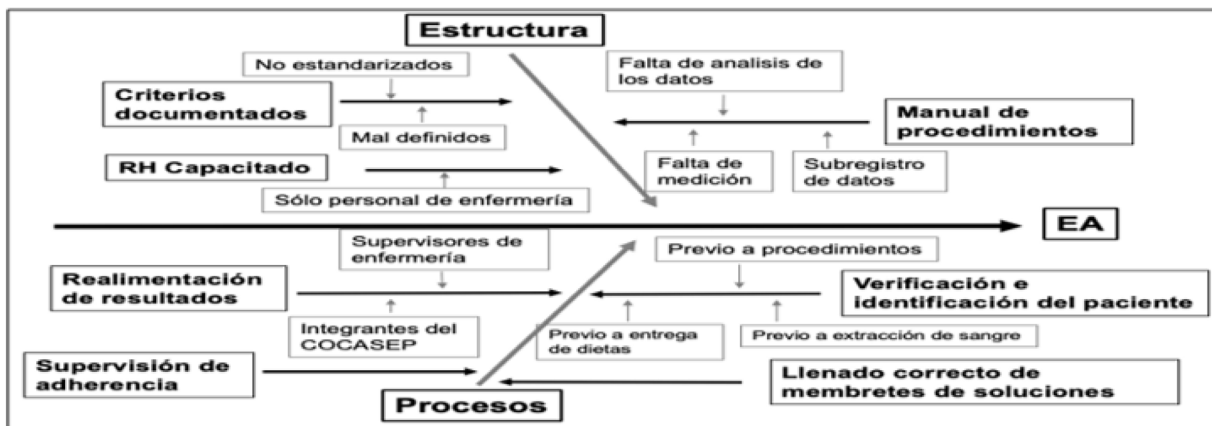 Estructura
No estandarizados
Falta de analisis de
los datos
Criterios
documentados
Manual de
procedimientos
Mal definidos
RH Capacitado
Falta de
medición
Subregistro
de datos
Sólo personal de enfermería
EA
Supervisores de
enfermería
Previo a procedimientos
Realimentación
de resultados
Verificación e
identificación del paciente
Integrantes del
COCASEP
Previo a entrega
de dietas
Previo a extracción de sangre
Supervisión de
adherencia
Llenado correcto de
membretes de soluciones
Procesos